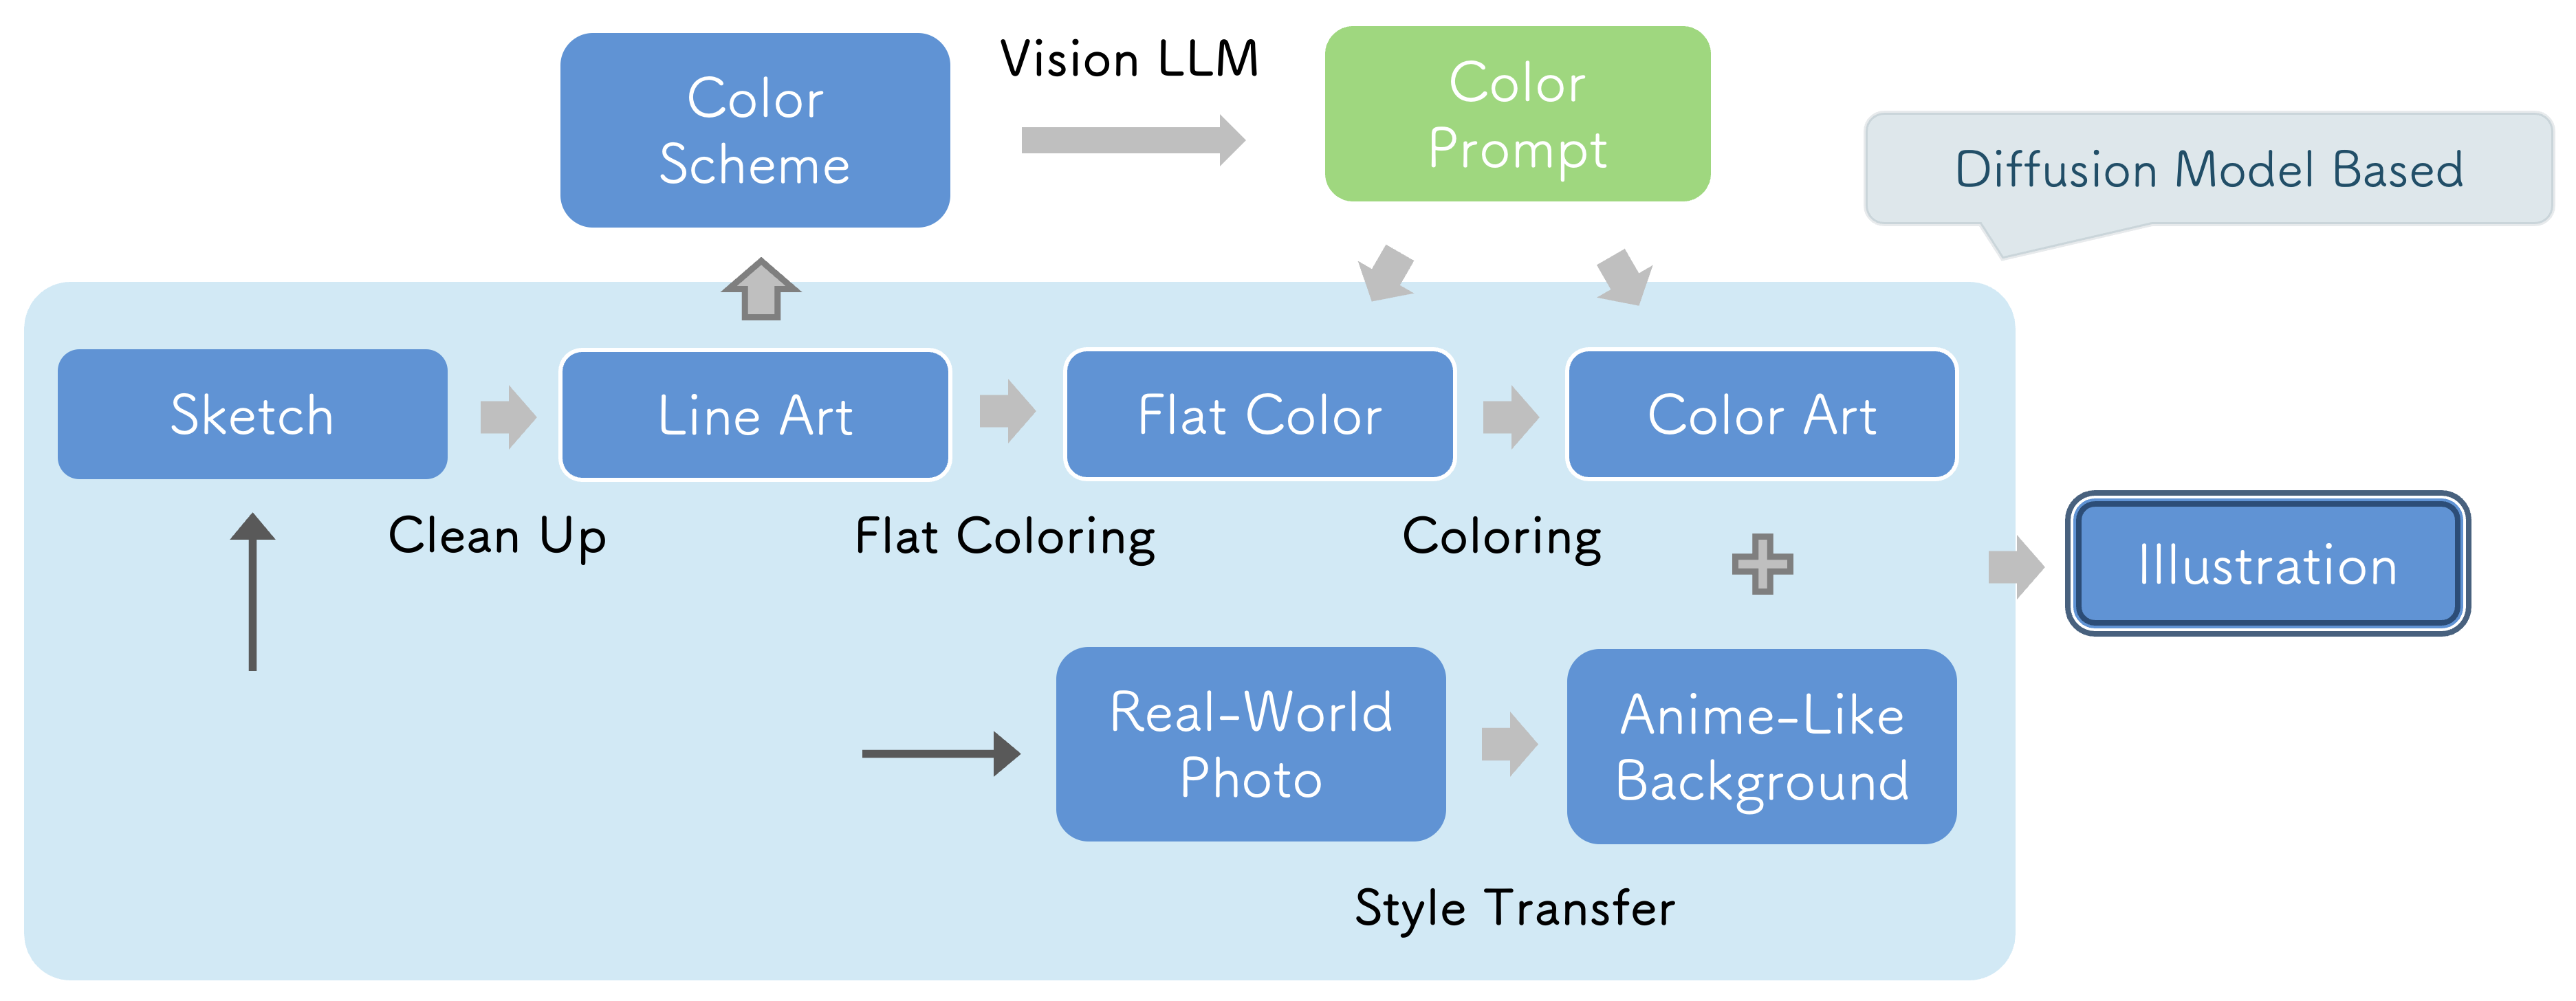 Color
Scheme
Vision LLM
Color
Prompt
Diffusion Model Based
Sketch
Line Art
Flat Color
Color Art
Clean Up
Flat Coloring
Coloring
Illustration
Real-World
Photo
Anime-Like
Background
Style Transfer